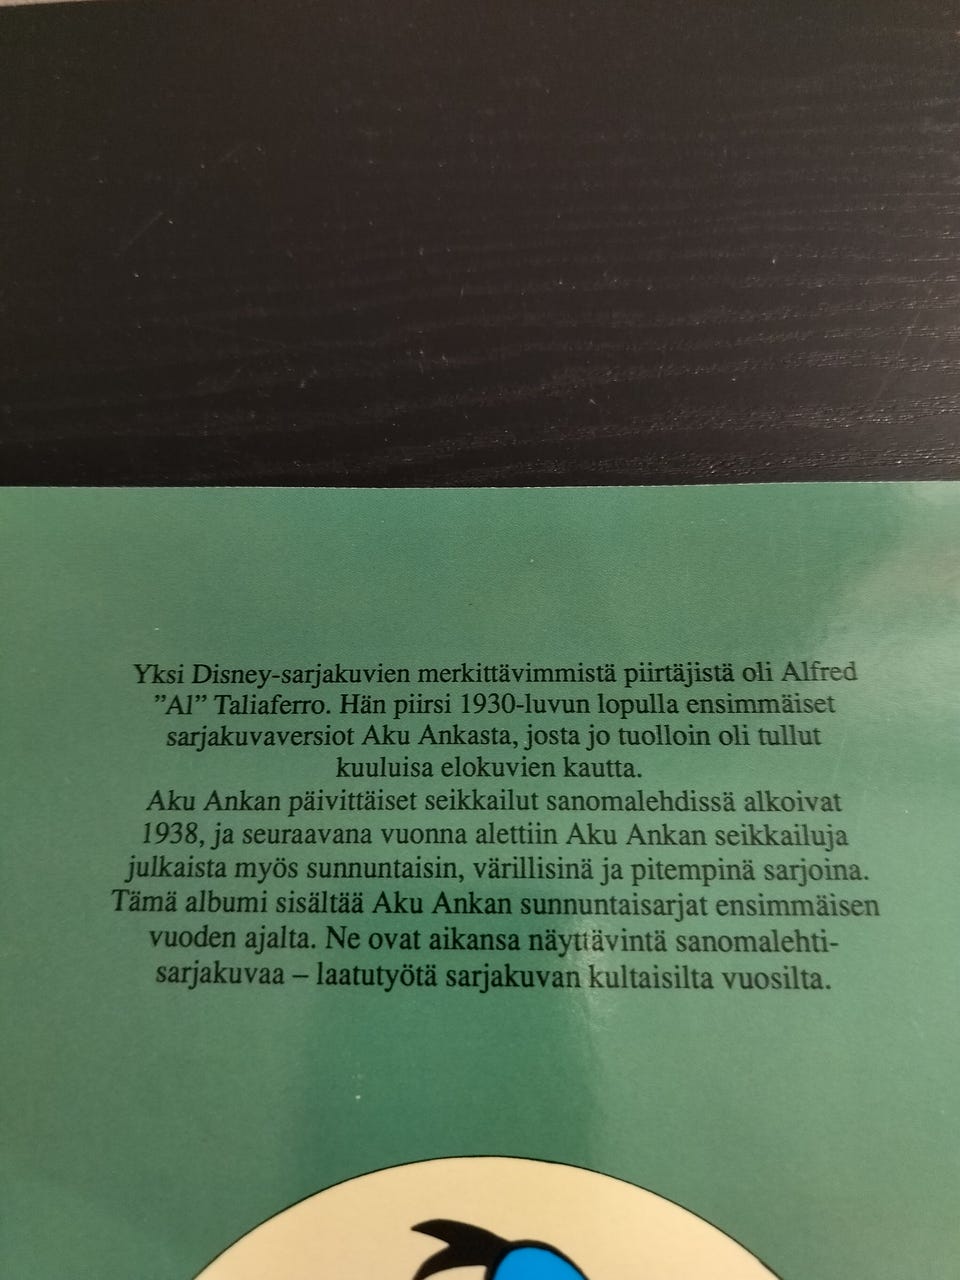 Yksi Disney-sarjakuvien merkittävimmistä piirtäjistä oli Alfred
”Al” Taliaferro. Hän piirsi 1930-luvun lopulla ensimmäiset
sarjakuvaversiot Aku Ankasta, josta jo tuolloin oli tullut
kuuluisa elokuvien kautta.
Aku Ankan päivittäiset seikkailut sanomalehdissä alkoivat
1938, ja seuraavana vuonna alettiin Aku Ankan seikkailuja
julkaista myös sunnuntaisin, värillisinä ja pitempinä sarjoina.
Tämä albumi sisältää Aku Ankan sunnuntaisarjat ensimmäisen
vuoden ajalta. Ne ovat aikansa näyttävintä sanomalehti-
sarjakuvaa – laatutyötä sarjakuvan kultaisilta vuosilta.